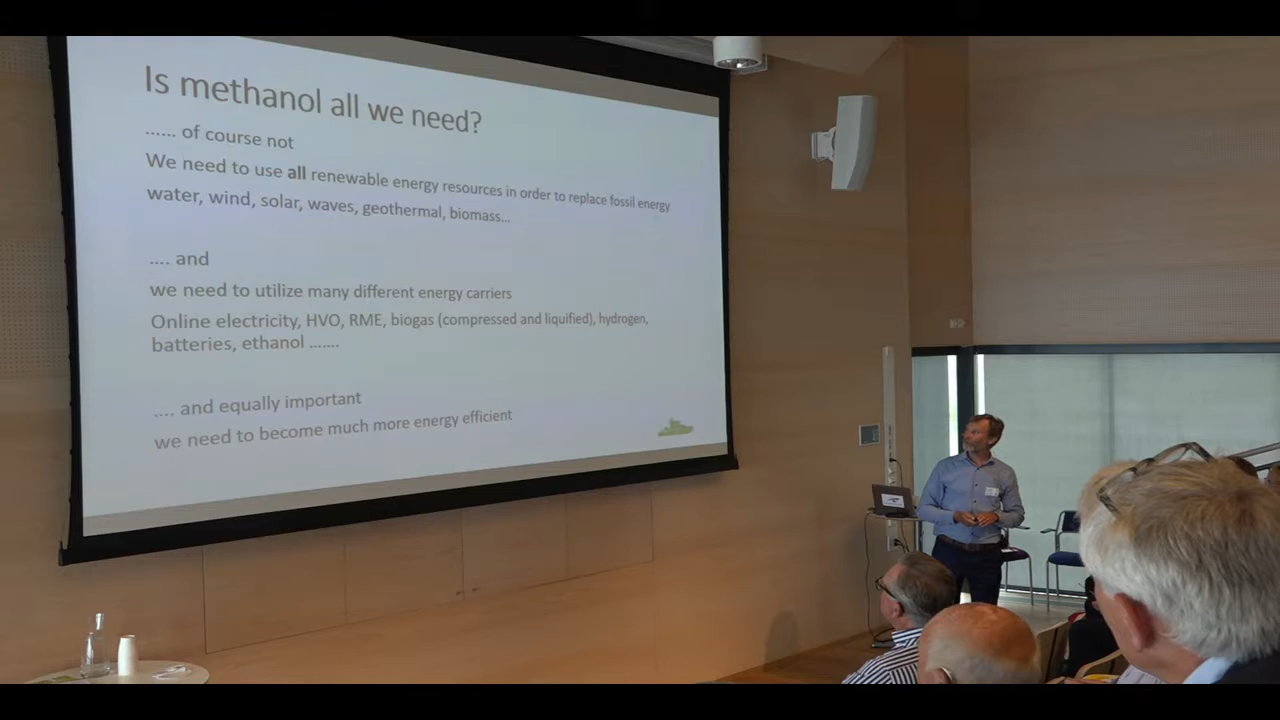 Is methanol all we need?
...... of course not
We need to use all renewable energy resources in order to replace fossil energy
water, wind, solar, waves, geothermal, biomass...
.... and
we need to utilize many different energy carriers
Online electricity, HVO, RME, biogas (compressed and liquified), hydrogen,
batteries, ethanol .......
.... and equally important
we need to become much more energy efficient